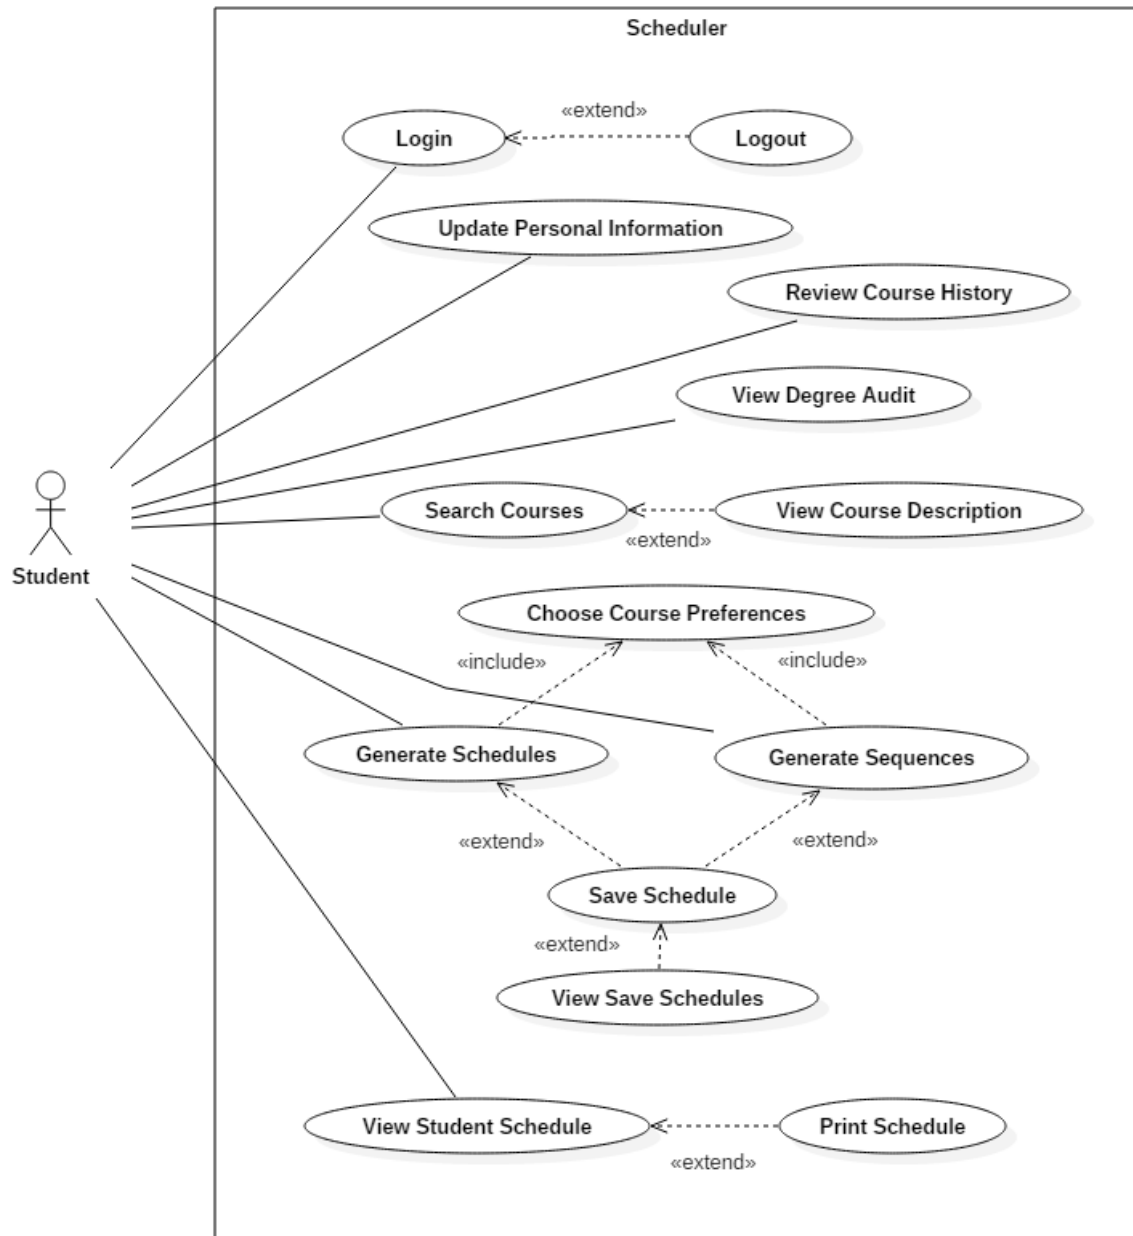 Scheduler
«extend»
Login
Logout
Update Personal Information
Review Course History
View Degree Audit
Search Courses
View Course Description
«extend»
Student
Choose Course Preferences
«include»
«include»
Generate Schedules
Generate Sequences
«extend»
«extend»
Save Schedule
«extend»
View Save Schedules
View Student Schedule
Print Schedule
«extend»